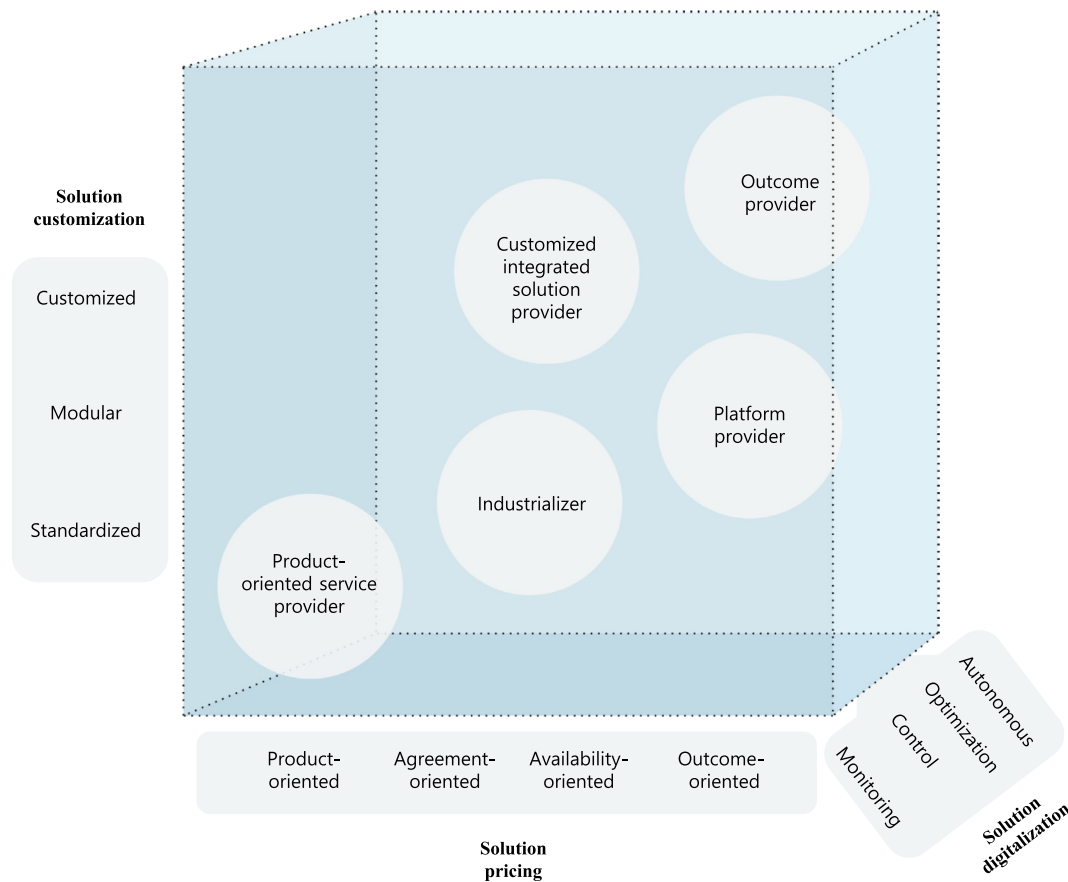 Solution
customization
Customized
Modular
Standardized
Outcome
provider
Customized
integrated
solution
provider
Platform
provider
Industrializer
Product-
oriented service
provider
Product-
oriented
Agreement-
oriented
Availability-
oriented
Outcome-
oriented
Solution
pricing
Monitoring
Control
Optimization
Autonomous
Solution
digitalization